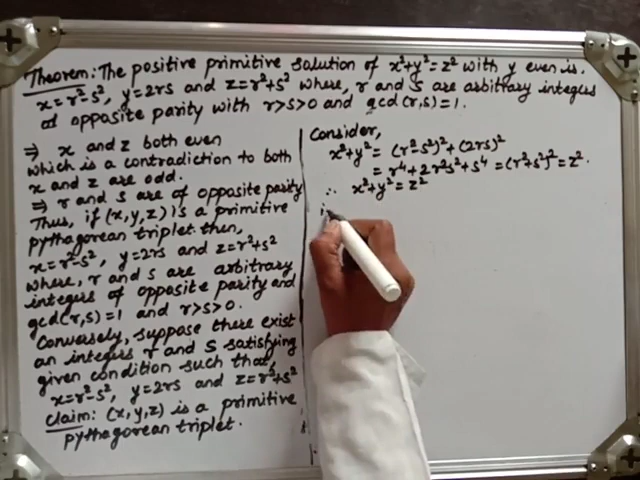 Theorem: The positive primitive solution of x²+y²=z² with y even is.
x=r²-s², y=2rs and z=r²+s² where, r and s are arbitrary integers
of opposite parity with r>s>0 and gcd(r,s)=1.
⇒ x and z both even
which is a contradiction to both
x and z are odd.
⇒ r and s are of opposite parity
Thus, if (x,y,z) is a primitive
pythagorean triplet then,
x=r²-s², y=2rs and z=r²+s²
where, r and s are arbitrary
integers of opposite parity and
gcd(r,s)=1 and r>s>0.
Conversely, suppose there exist
an integers r and s satisfying
given condition such that,
x=r²-s², y=2rs and z=r²+s²
Claim: (x,y,z) is a primitive
pythagorean triplet.
Consider,
x²+y² = (r²-s²)²+(2rs)²
= r⁴+2r²s²+s⁴ = (r²+s²)² = z².
∴ x²+y²=z²